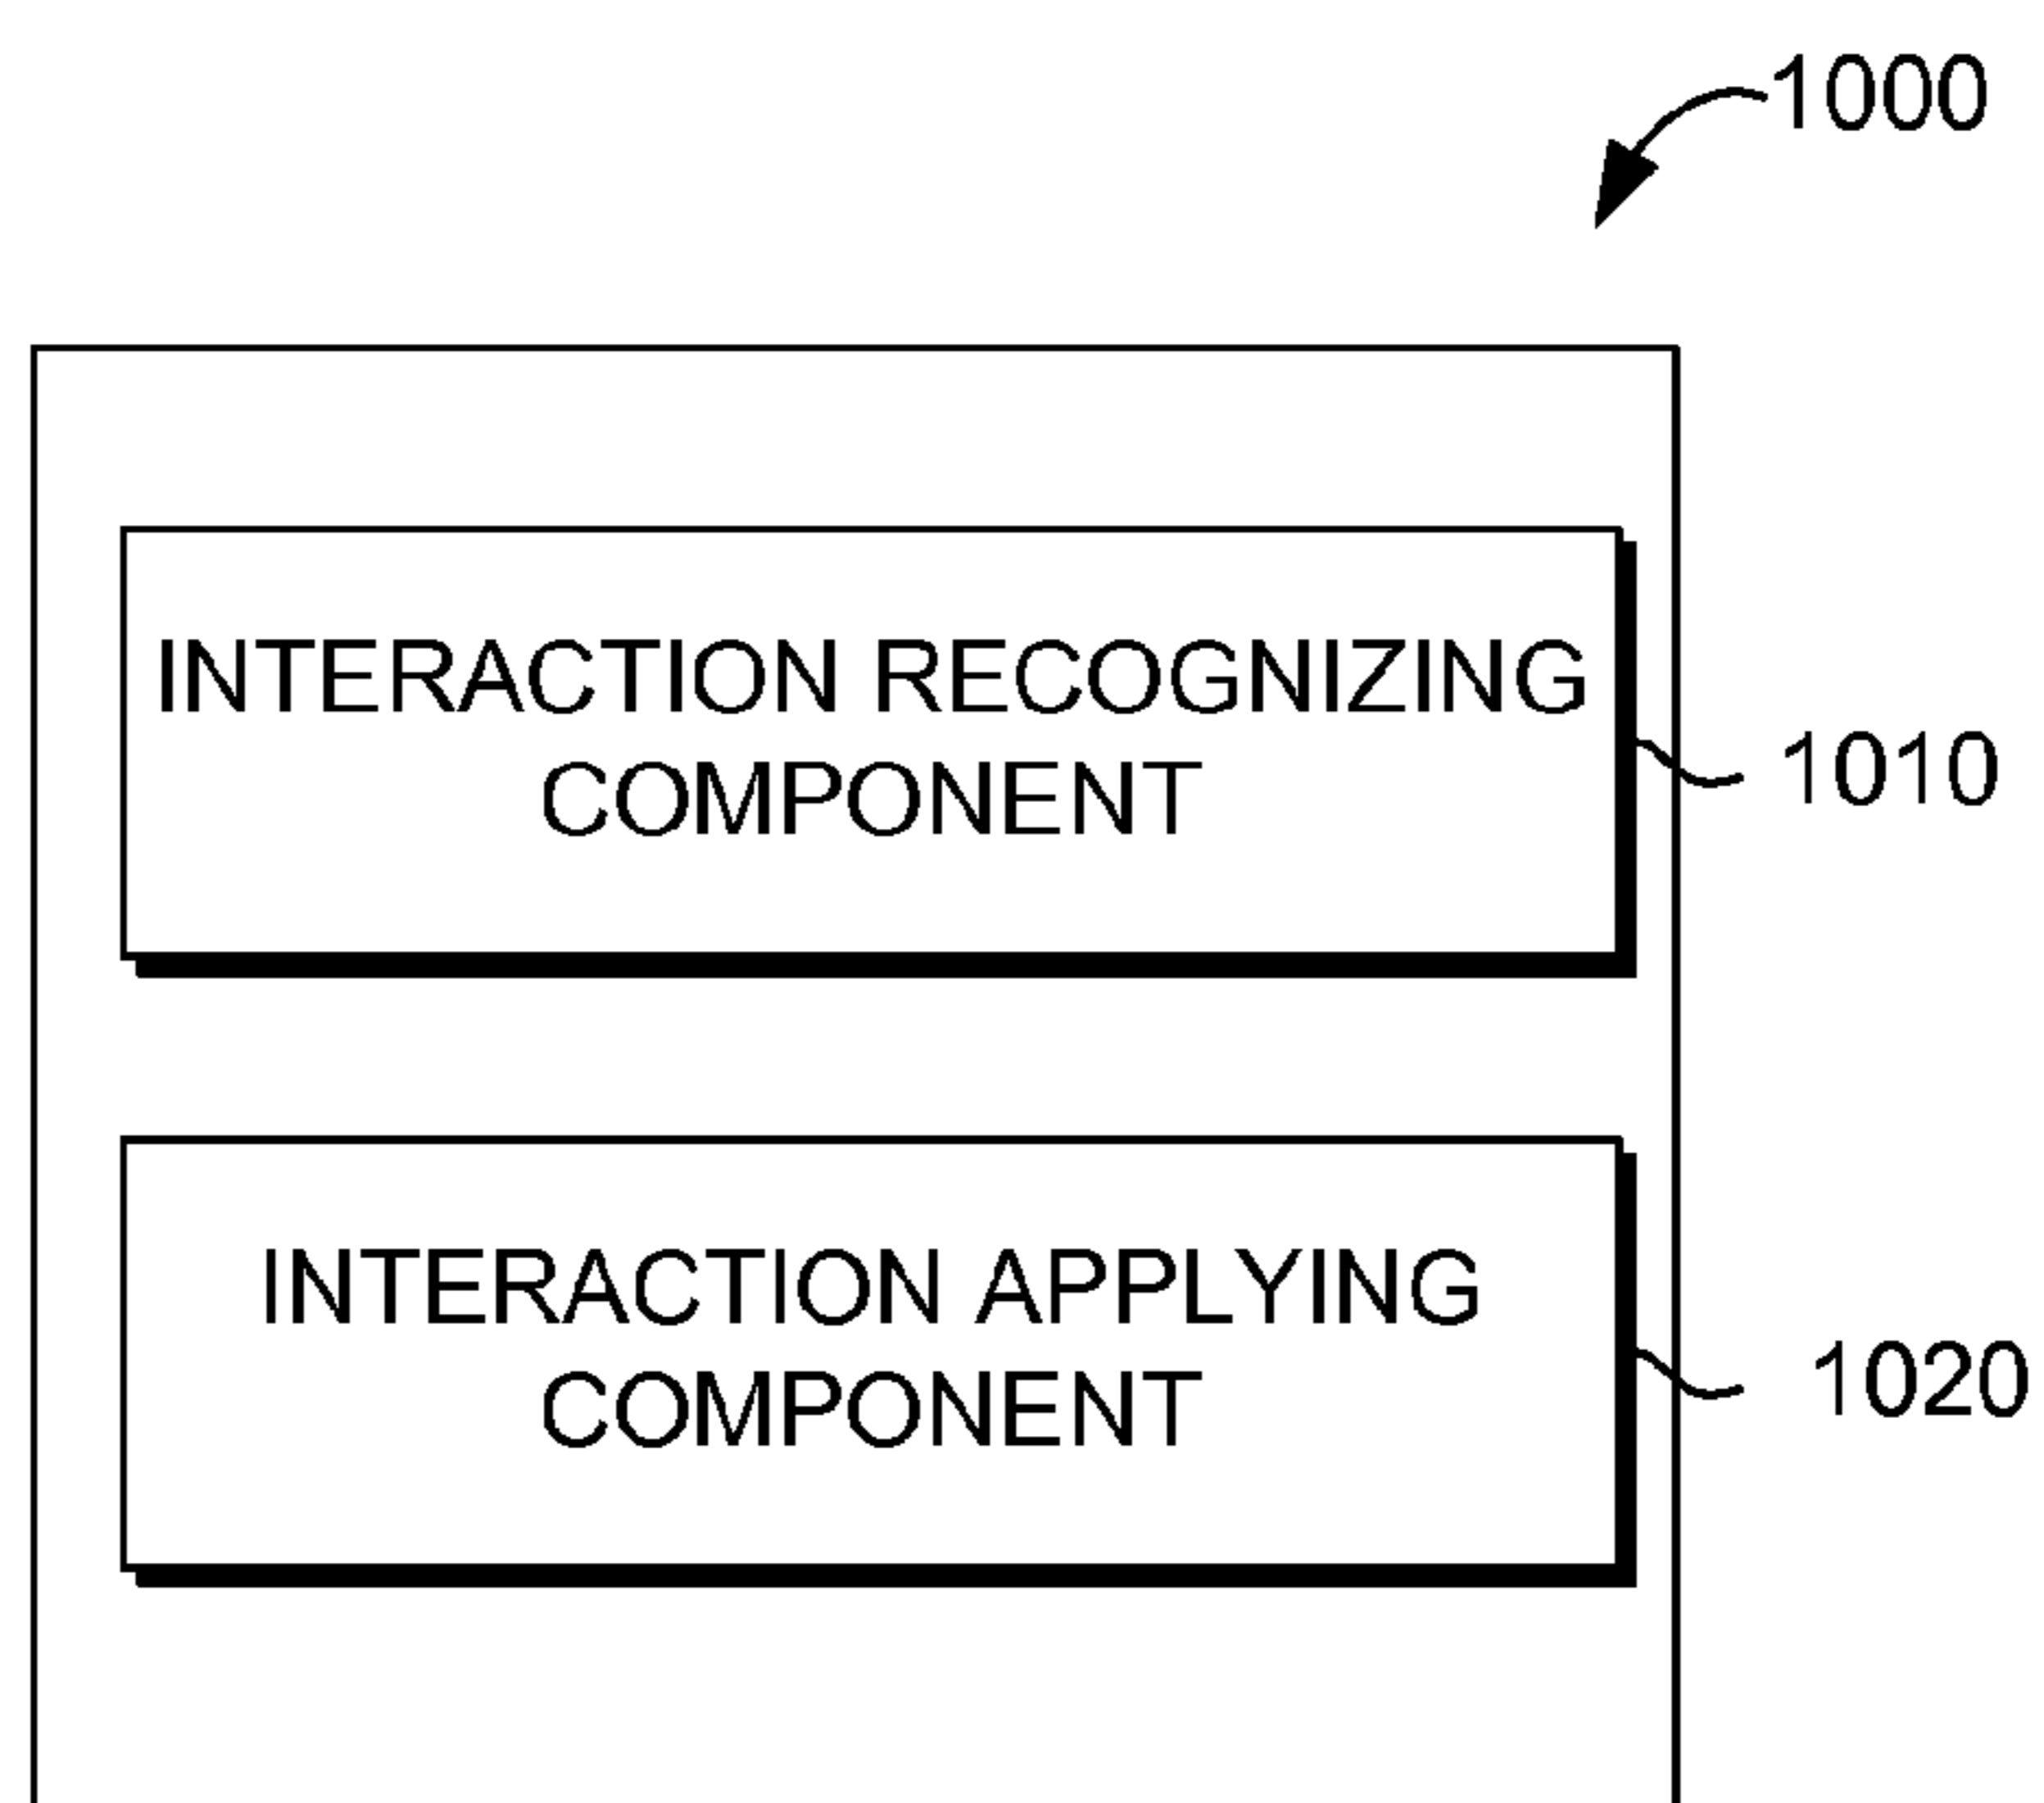 1000
INTERACTION RECOGNIZING
COMPONENT
1010
INTERACTION APPLYING
COMPONENT
1020